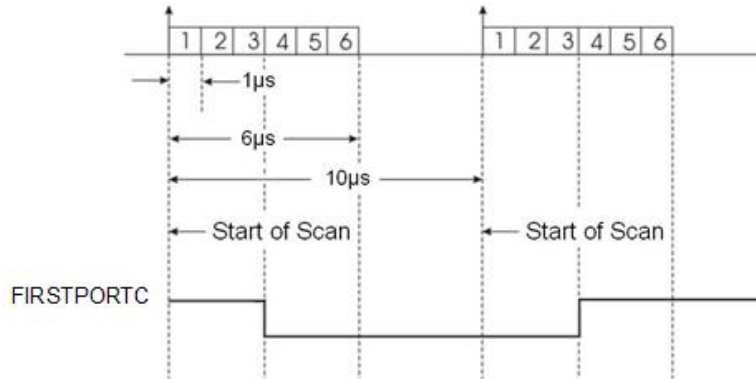 1 2 3 4 5 6 1 2 3 4 5 6
1µs
6µs
10µs
Start of Scan Start of Scan
FIRSTPORTC